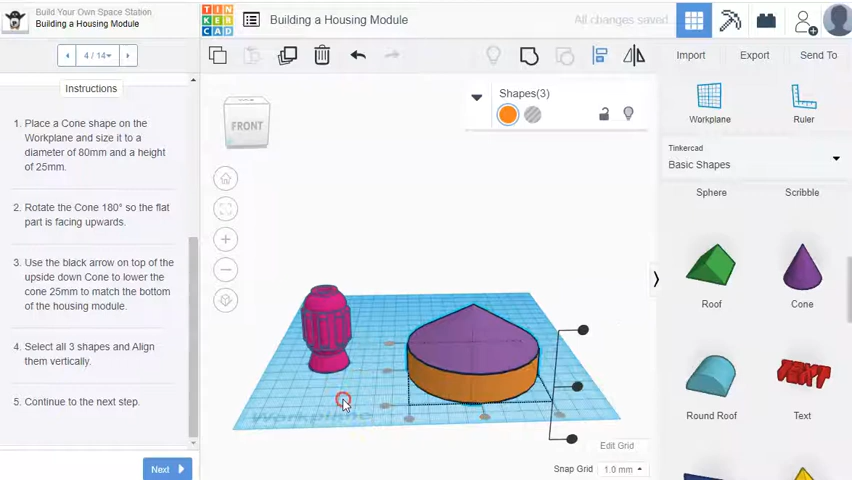 Build Your Own Space Station
Building a Housing Module
TIN
KER
CAD
Building a Housing Module
All changes saved
4 / 14
Import
Export
Send To
Instructions
1. Place a Cone shape on the
Workplane and size it to a
diameter of 80mm and a height
of 25mm.
2. Rotate the Cone 180° so the flat
part is facing upwards.
3. Use the black arrow on top of the
upside down Cone to lower the
cone 25mm to match the bottom
of the housing module.
4. Select all 3 shapes and Align
them vertically.
5. Continue to the next step.
Next
FRONT
Shapes(3)
Workplane
Edit Grid
Snap Grid
1.0 mm
Workplane
Ruler
Tinkercad
Basic Shapes
Sphere
Scribble
Roof
Cone
TEXT
Round Roof
Text